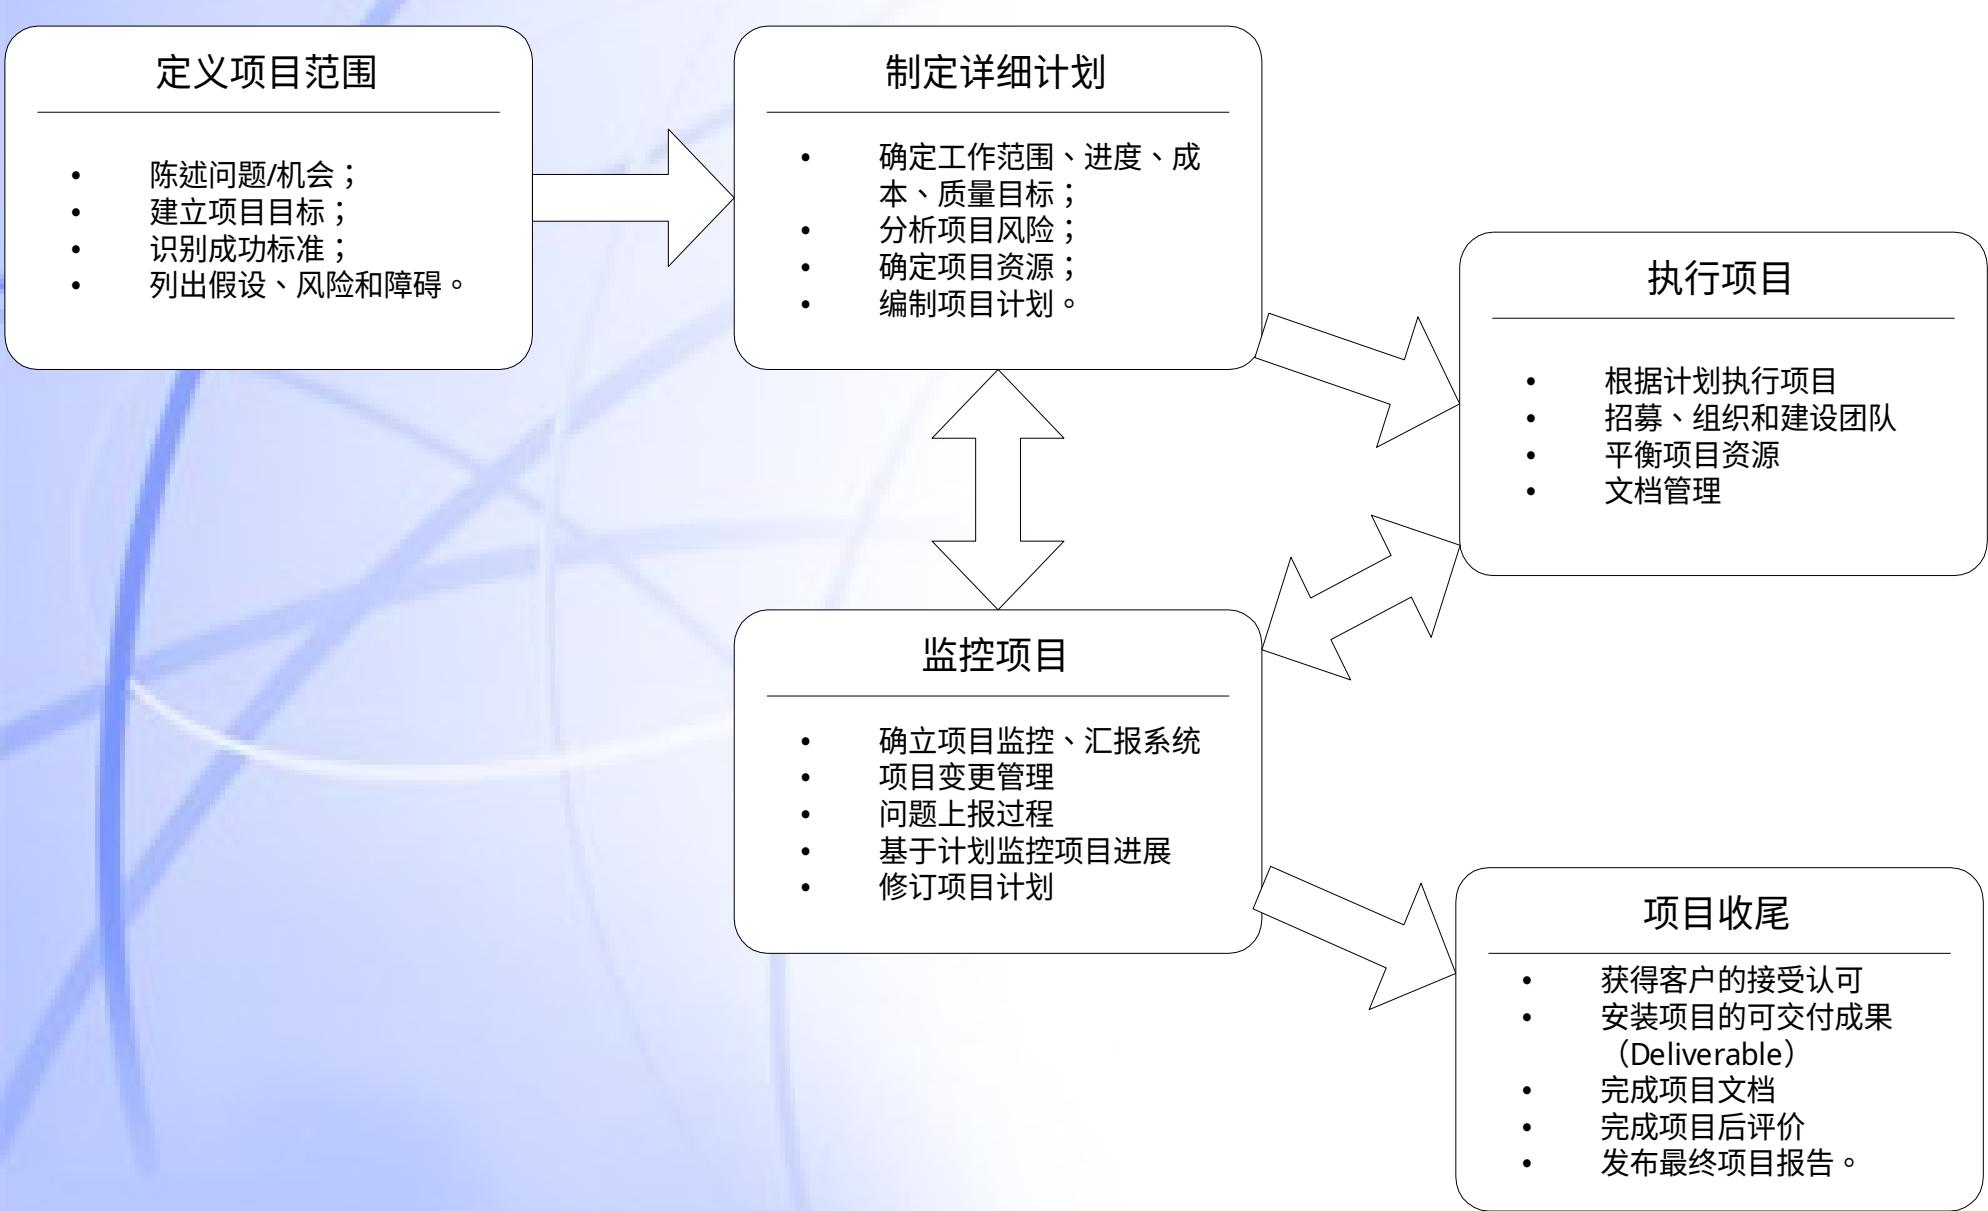 定义项目范围
• 陈述问题/机会；
• 建立项目目标；
• 识别成功标准；
• 列出假设、风险和障碍。
制定详细计划
• 确定工作范围、进度、成
本、质量目标；
• 分析项目风险；
• 确定项目资源；
• 编制项目计划。
执行项目
• 根据计划执行项目
• 招募、组织和建设团队
• 平衡项目资源
• 文档管理
监控项目
• 确立项目监控、汇报系统
• 项目变更管理
• 问题上报过程
• 基于计划监控项目进展
• 修订项目计划
项目收尾
• 获得客户的接受认可
• 安装项目的可交付成果
（Deliverable）
• 完成项目文档
• 完成项目后评价
• 发布最终项目报告。